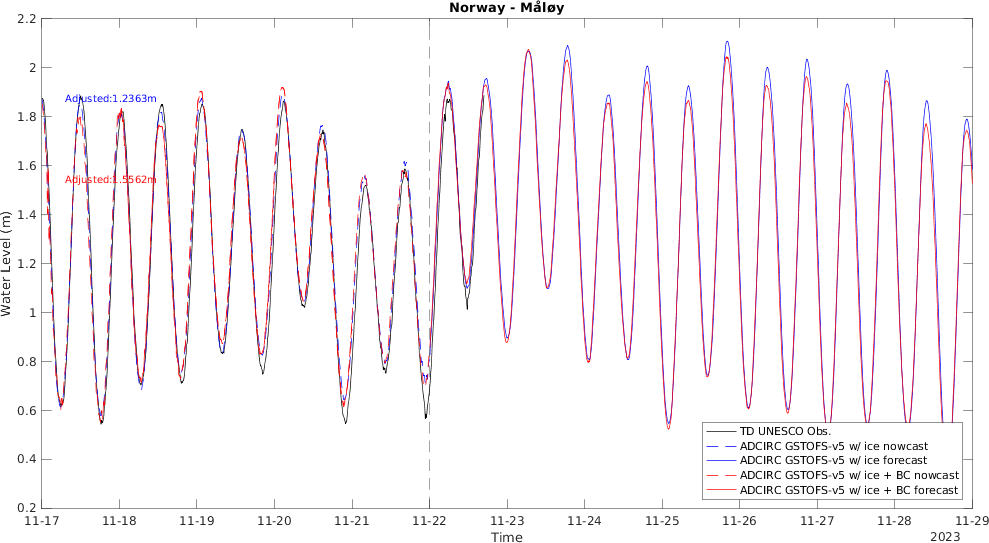 Norway - Måløy
2.2
2
1.8
1.6
1.4
1.2
1
0.8
0.6
0.4
0.2
Water Level (m)
Adjusted:1.2363m
Adjusted:1.5562m
TD UNESCO Obs.
ADCIRC GSTOFS-v5 w/ ice nowcast
ADCIRC GSTOFS-v5 w/ ice forecast
ADCIRC GSTOFS-v5 w/ ice + BC nowcast
ADCIRC GSTOFS-v5 w/ ice + BC forecast
11-17 11-18 11-19 11-20 11-21 11-22 11-23 11-24 11-25 11-26 11-27 11-28 11-29
Time
2023